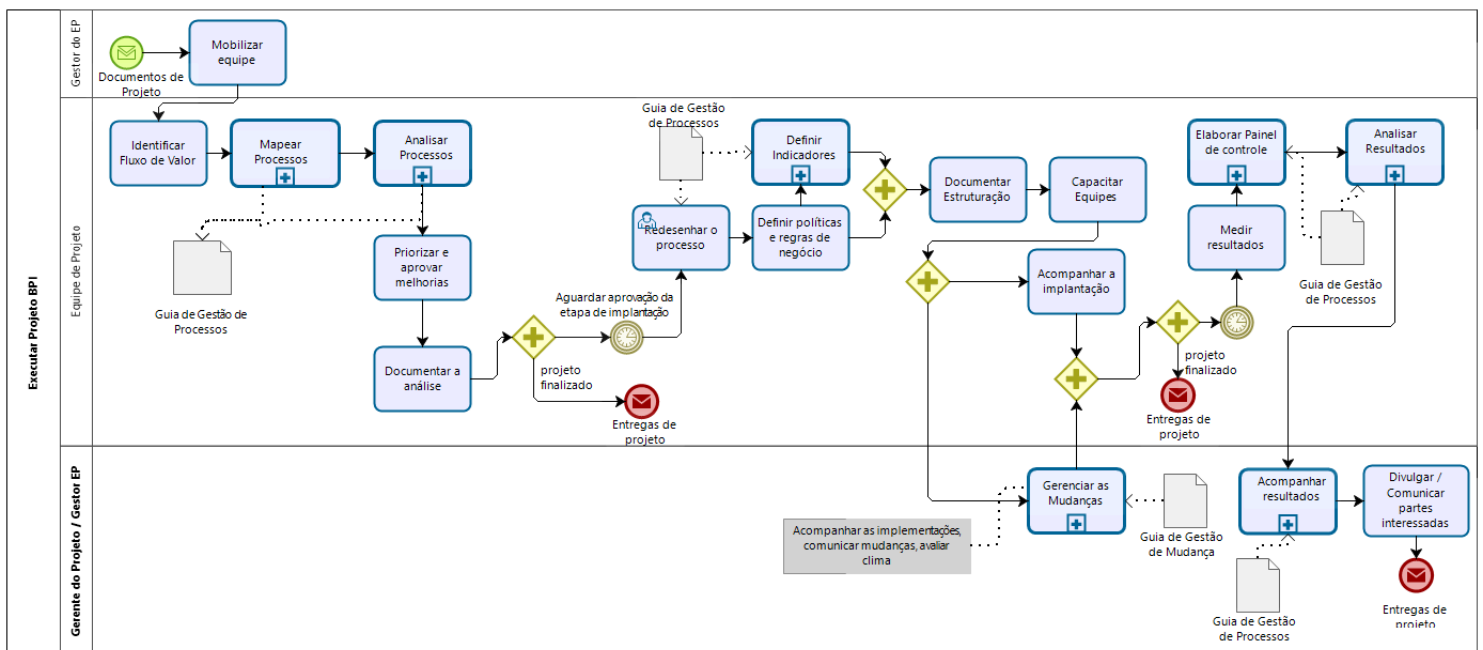 Executar Projeto BPI
Gestor do EP
Documentos de
Projeto
Mobilizar
equipe
Equipe de Projeto
Identificar
Fluxo de Valor
Mapear
Processos
Analisar
Processos
Guia de Gestão de
Processos
Priorizar e
aprovar
melhorias
Documentar a
análise
projeto
finalizado
Aguardar aprovação da
etapa de implantação
Entregas de
projeto
Guia de Gestão
de Processos
Redesenhar o
processo
Definir
Indicadores
Definir políticas
e regras de
negócio
Documentar
Estruturação
Capacitar
Equipes
Acompanhar a
implantação
projeto
finalizado
Entregas de
projeto
Medir
resultados
Elaborar Painel
de controle
Analisar
Resultados
Guia de Gestão
de Processos
Gerente do Projeto / Gestor EP
Acompanhar as implementações,
comunicar mudanças, avaliar
clima
Gerenciar as
Mudanças
Guia de Gestão
de Mudança
Acompanhar
resultados
Guia de Gestão
de Processos
Divulgar /
Comunicar
partes
interessadas
Entregas de
projeto